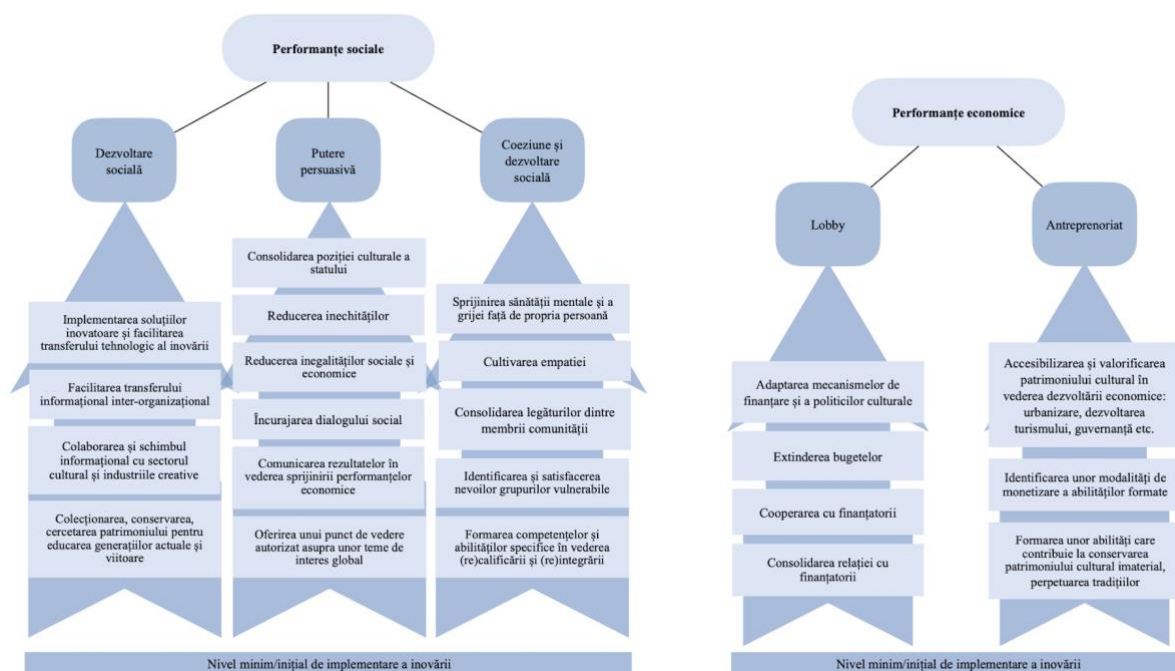 Performanțe sociale
Dezvoltare
socială
Putere
persuasivă
Coeziune și
dezvoltare
socială
Implementarea soluțiilor
inovatoare și facilitarea
transferului tehnologic al inovării
Facilitarea transferului
informațional inter-organizațional
Colaborarea și schimbul
informațional cu sectorul
cultural și industriile creative
Colecționarea, conservarea,
cercetarea patrimoniului pentru
educarea generațiilor actuale și
viitoare
Consolidarea poziției culturale a
statului
Reducerea inechităților
Reducerea inegalităților sociale și
economice
Încurajarea dialogului social
Comunicarea rezultatelor în
vederea sprijinirii performanțelor
economice
Oferirea unui punct de vedere
autorizat asupra unor teme de
interes global
Sprijinirea sănătății mentale și a
grijei față de propria persoană
Cultivarea empatiei
Consolidarea legăturilor dintre
membrii comunității
Identificarea și satisfacerea
nevoilor grupurilor vulnerabile
Formarea competențelor și
abilităților specifice în vederea
(re)calificării și (re)integrării
Nivel minim/inițial de implementare a inovării
Performanțe economice
Lobby
Antreprenoriat
Adaptarea mecanismelor de
finanțare și a politicilor culturale
Extinderea bugetelor
Cooperarea cu finanțatorii
Consolidarea relației cu
finanțatorii
Accesibilizarea și valorificarea
patrimoniului cultural în
vederea dezvoltării economice:
urbanizare, dezvoltarea
turismului, guvernanță etc.
Identificarea unor modalități de
monetizare a abilităților formate
Formarea unor abilități care
contribuie la conservarea
patrimoniului cultural imaterial,
perpetuarea tradițiilor
Nivel minim/inițial de implementare a inovării